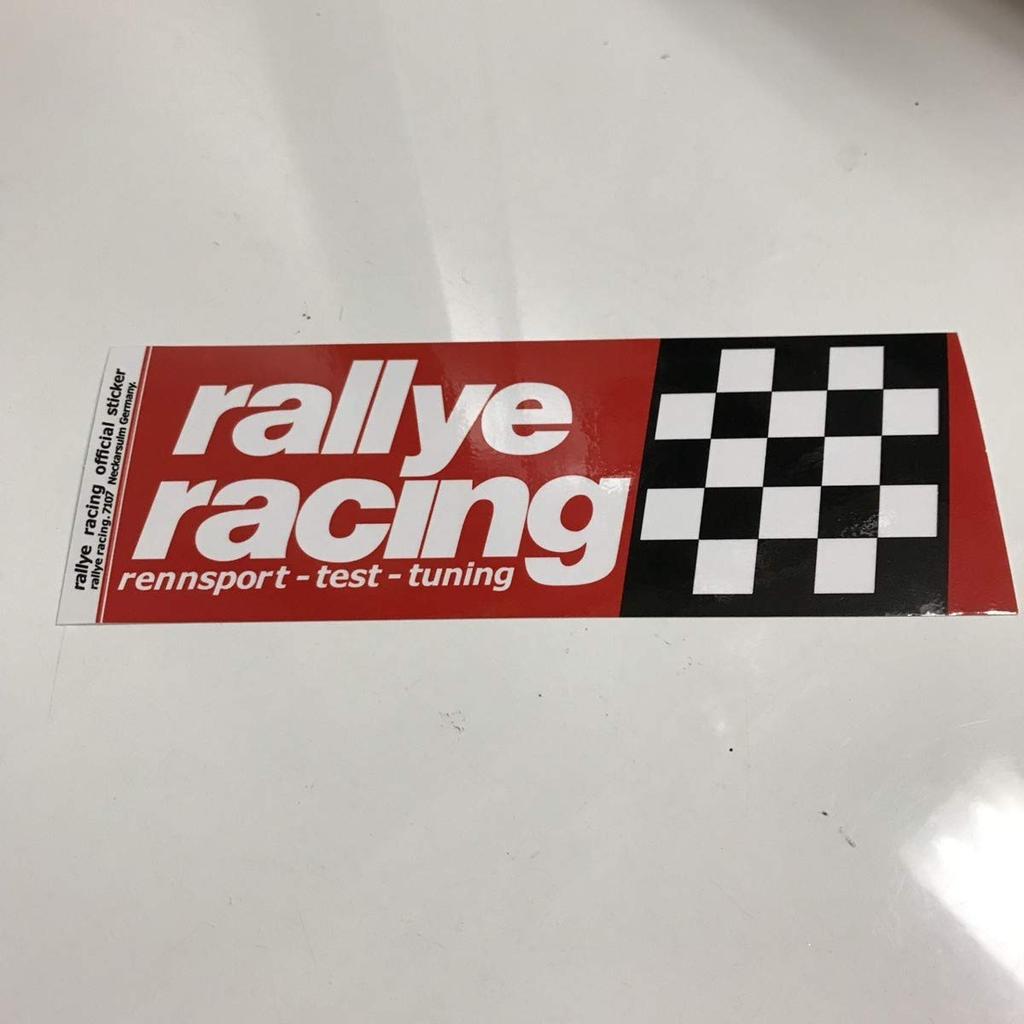 rallye racing official sticker
rallye racing. 7107 Neckarsulm Germany.
rallye
racing
rennsport - test - tuning